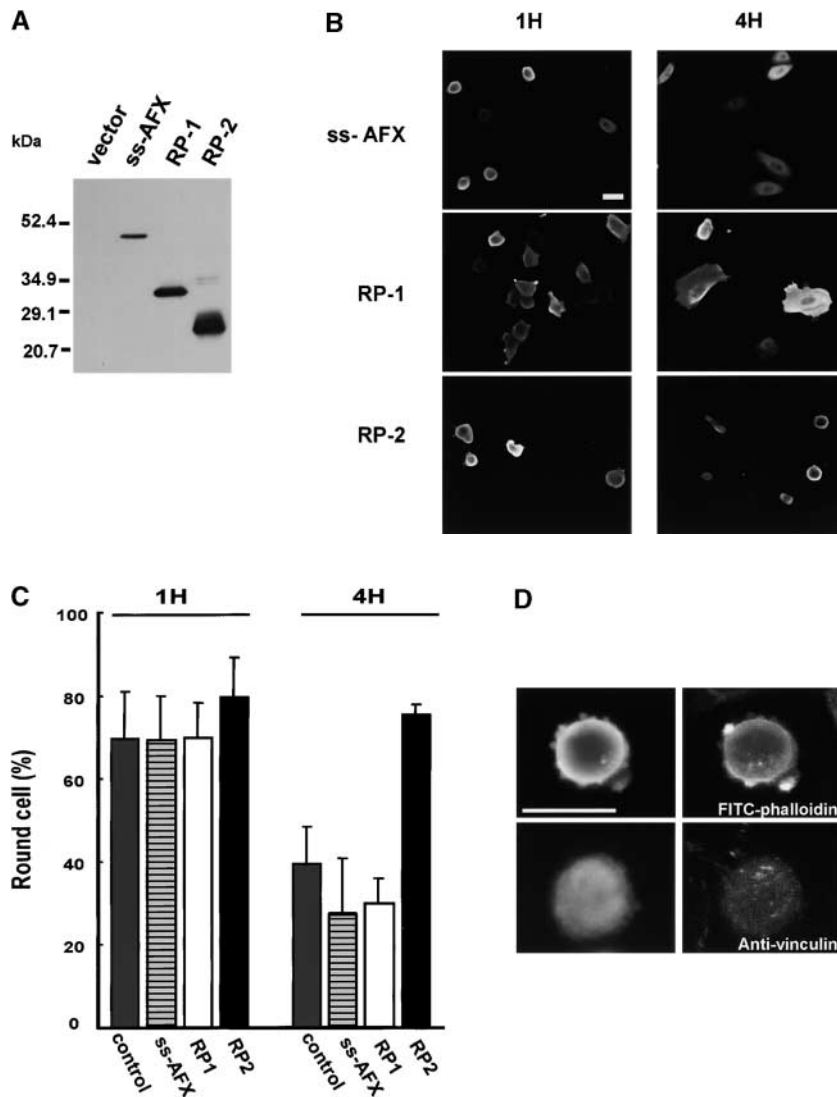 A
kDa
vector
ss-AFX
RP-1
RP-2
52.4
34.9
29.1
20.7
B
1H 4H
ss- AFX
RP-1
RP-2
C
1H 4H
Round cell (%)
100
80
60
40
20
0
control ss-AFX RP1 RP2 control ss-AFX RP1 RP2
D
FITC-phalloidin
Anti-vinculin